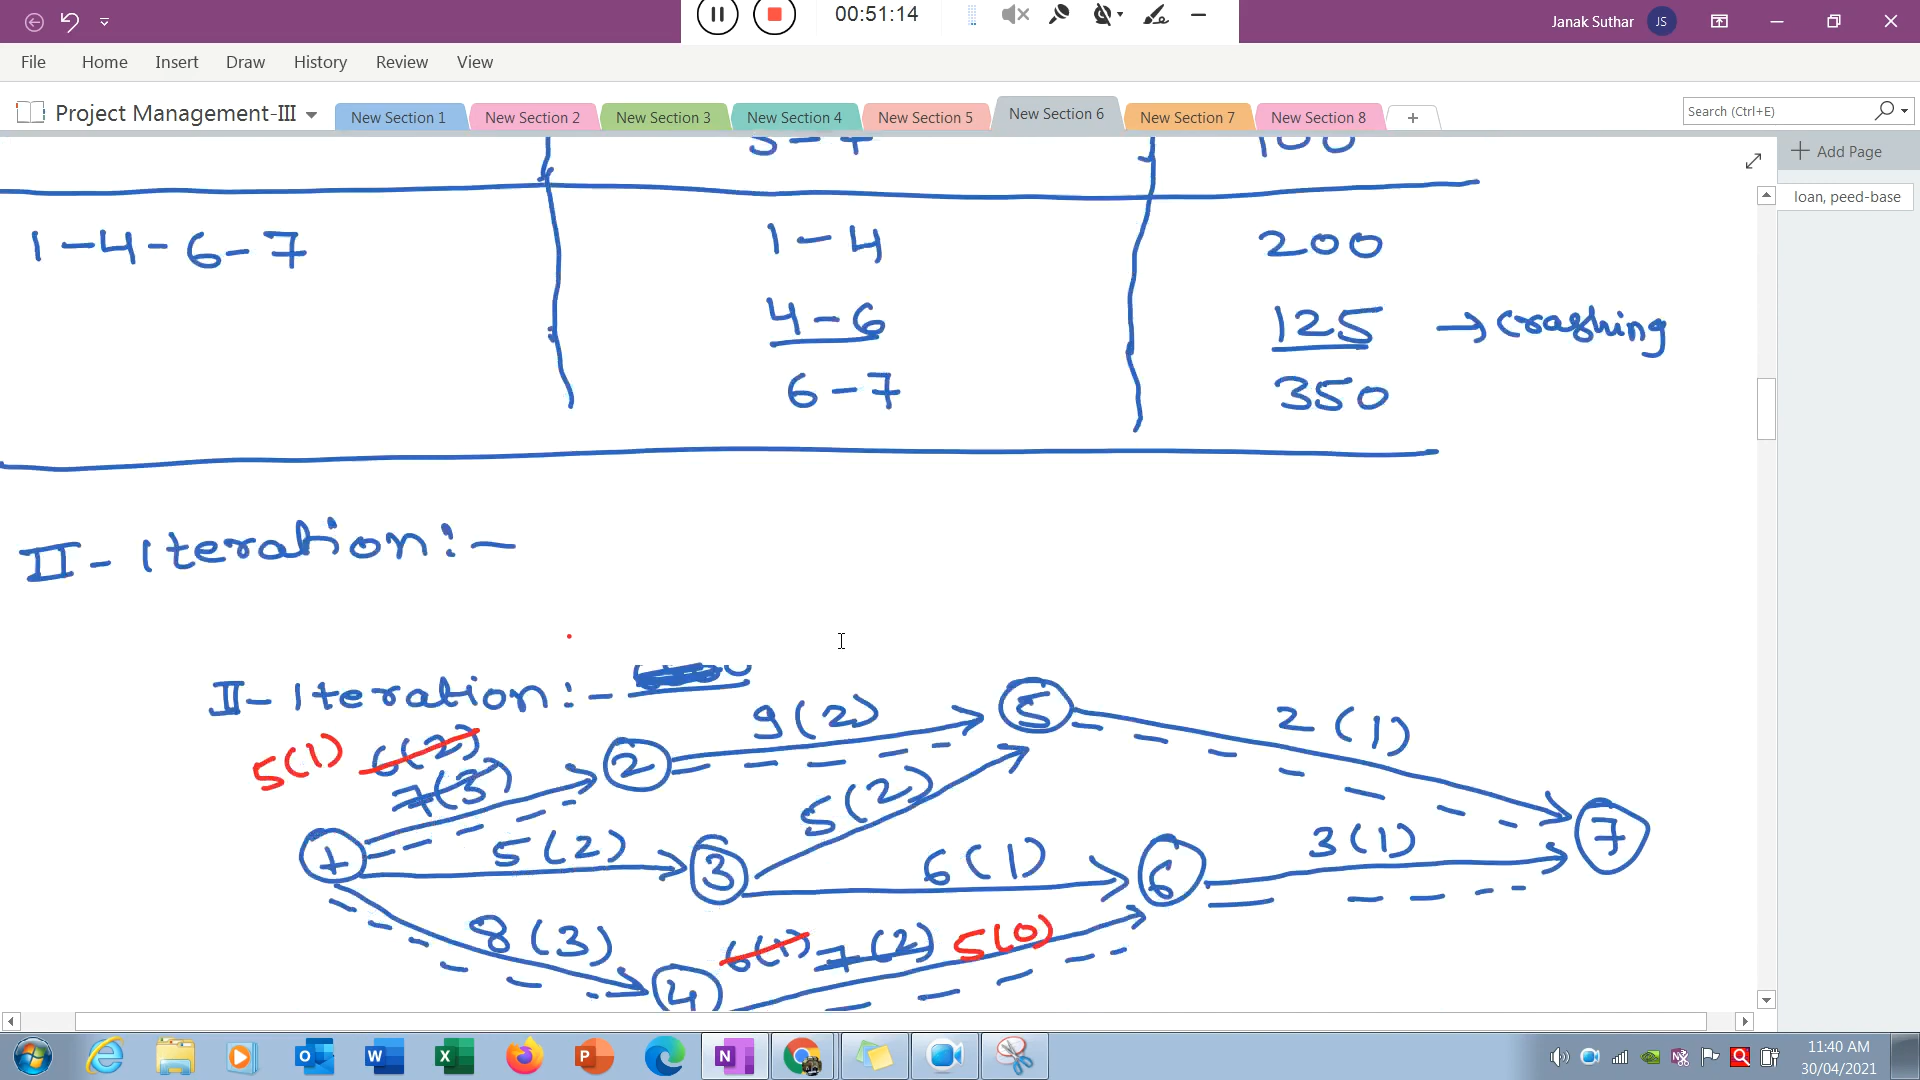 00:51:14
Janak Suthar JS
File Home Insert Draw History Review View
Project Management-III New Section 1 New Section 2 New Section 3 New Section 4 New Section 5 New Section 6 New Section 7 New Section 8 + Search (Ctrl+E)
Add Page
loan, peed-base
100
1-4-6-7 1-4 200
4-6 125 → Crashing
6-7 350
II - Iteration:-
II - Iteration:-
5(1) 6(2) 9(2) 5 2(1)
7(3) 2 5(2)
1 5(2) 3 6(1) 6 3(1) 7
8(3) 6(1) 7(2) 5(0)
4
11:40 AM
30/04/2021